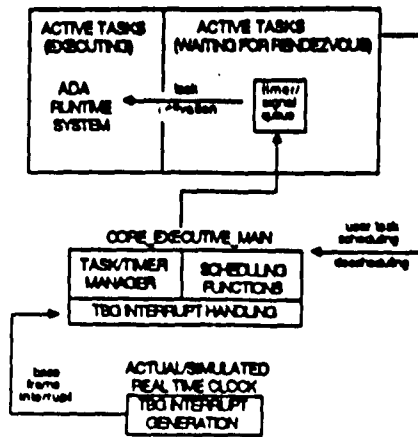 ACTIVE TASKS
(EXECUTING)
ACTIVE TASKS
(WAITING FOR RENDEZVOUS)
ADA
RUNTIME
SYSTEM
task
activation
timer/
signal
queue
CORE_EXECUTIVE_MAIN
user task
scheduling
descheduling
TASK/TIMER
MANAGER
SCHEDULING
FUNCTIONS
TBG INTERRUPT HANDLING
base
frame
interrupt
ACTUAL/SIMULATED
REAL TIME CLOCK
TBG INTERRUPT
GENERATION